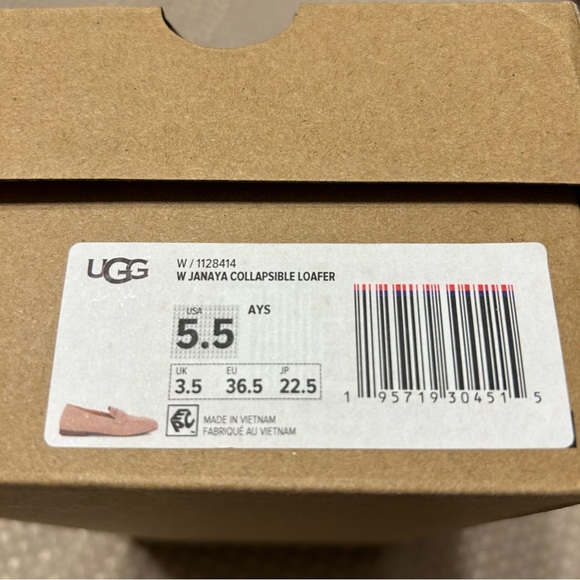 UGG
W / 1128414
W JANAYA COLLAPSIBLE LOAFER
USA
5.5
AYS
UK EU JP
3.5 36.5 22.5
MADE IN VIETNAM
FABRIQUÉ AU VIETNAM
1 95719 30451 5